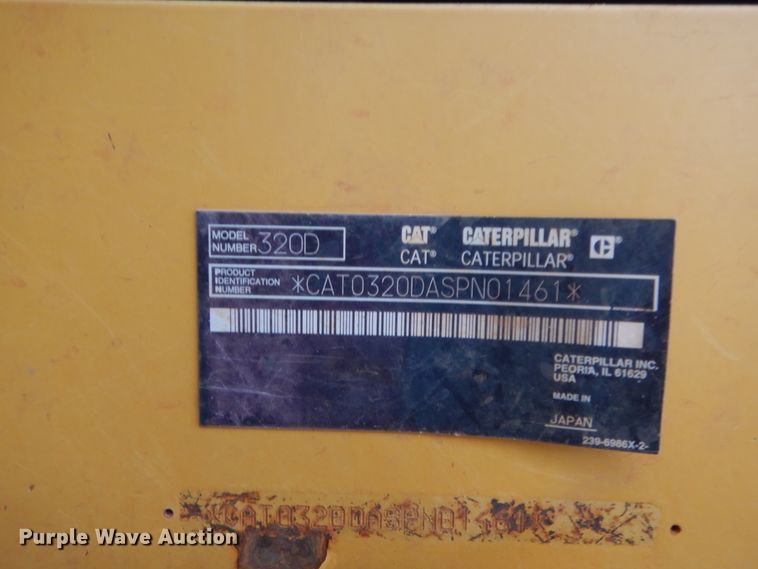 MODEL NUMBER 320D
CAT® CATERPILLAR® C®
CAT® CATERPILLAR®
PRODUCT IDENTIFICATION NUMBER *CAT0320DASPN01461*
CATERPILLAR INC.
PEORIA, IL 61629
USA
MADE IN
JAPAN
239-6986X-2-
*CAT0320DASPN01461*
Purple Wave Auction